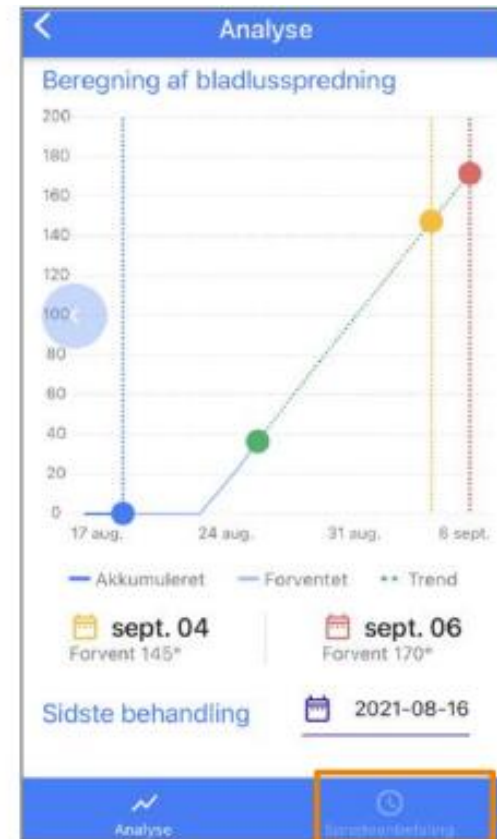 Analyse
Beregning af bladlusspredning
200
180
160
140
120
100
80
60
40
20
0
17 aug. 24 aug. 31 aug. 6 sept.
Akkumuleret Forventet Trend
sept. 04 sept. 06
Forvent 145° Forvent 170°
Sidste behandling 2021-08-16
Analyse